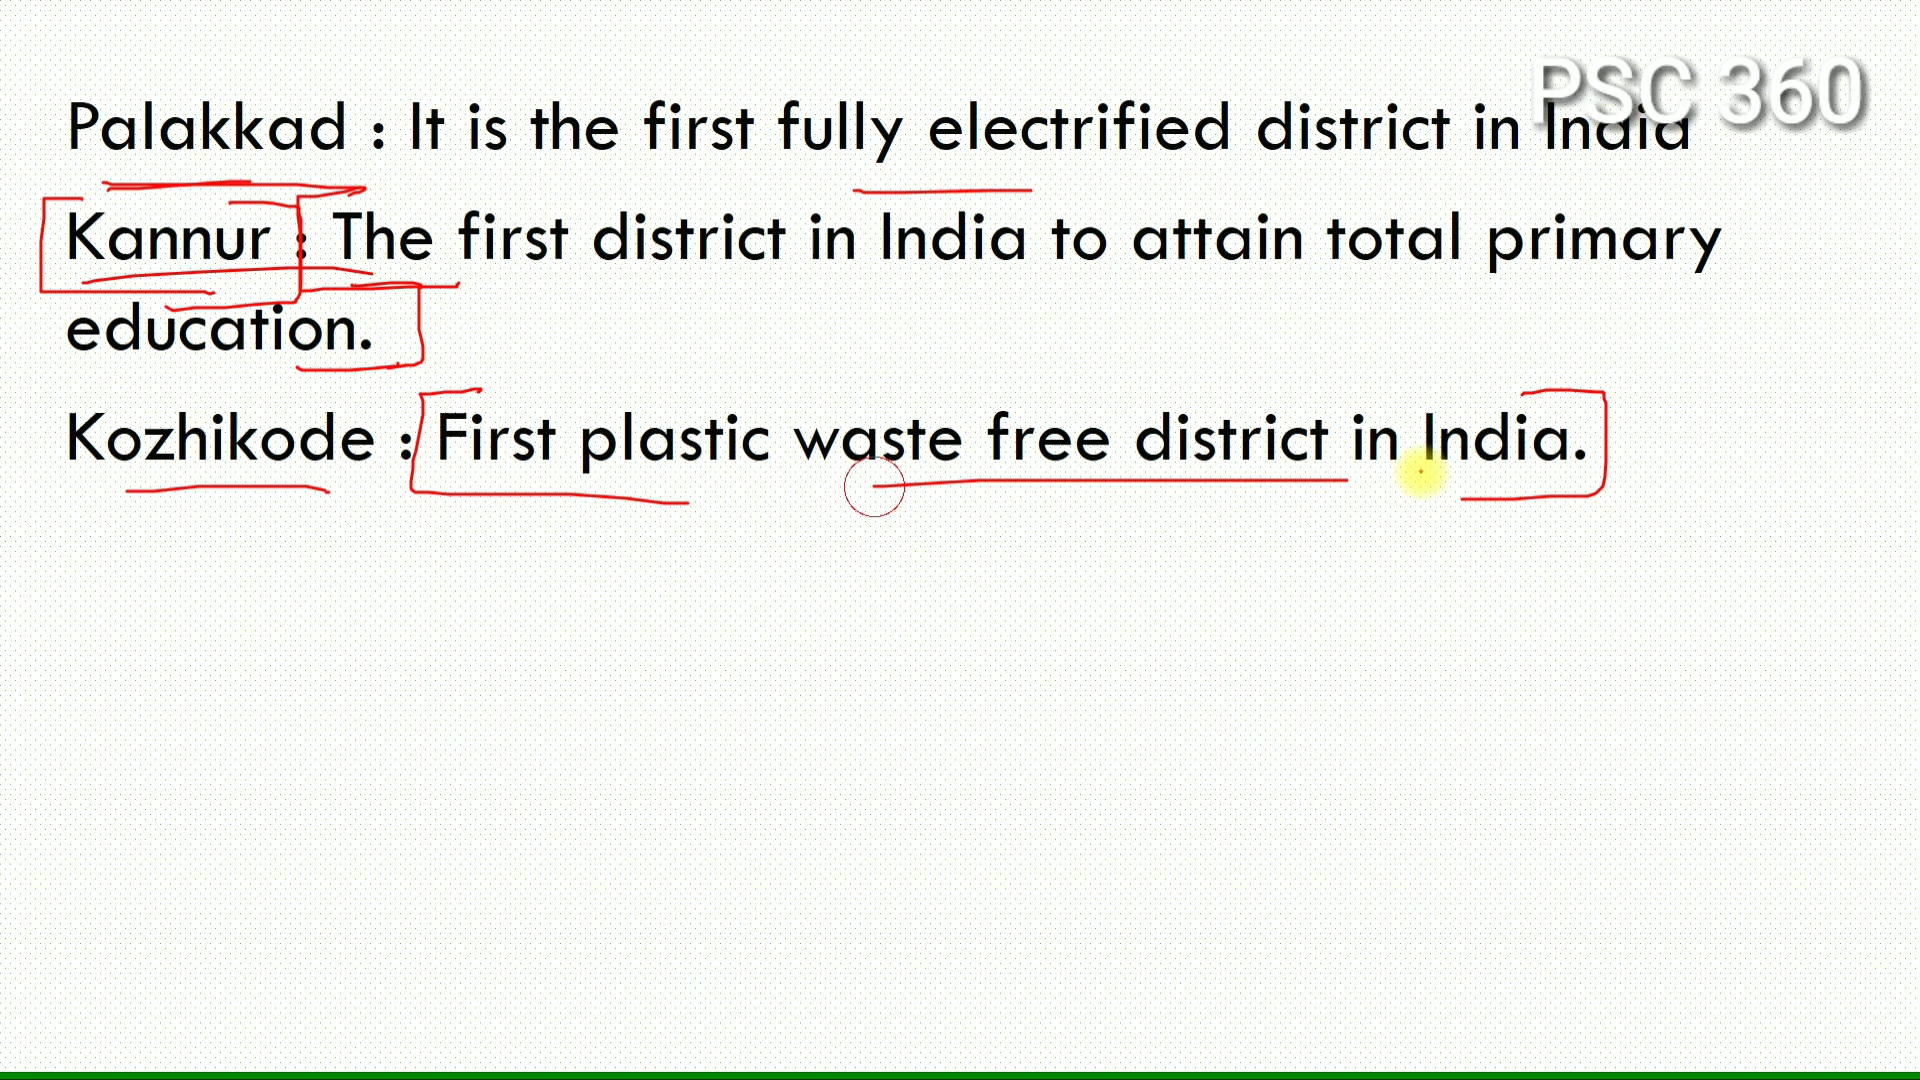 PSC 360
Palakkad : It is the first fully electrified district in India
Kannur : The first district in India to attain total primary
education.
Kozhikode : First plastic waste free district in India.